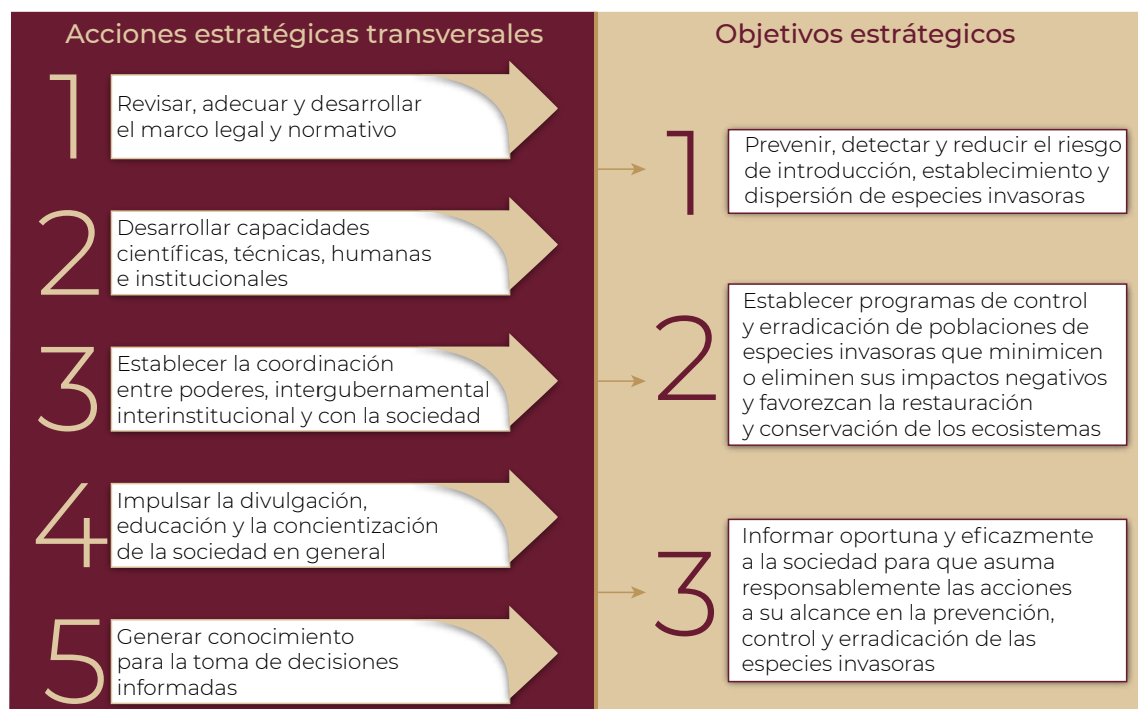 Acciones estratégicas transversales
1
Revisar, adecuar y desarrollar
el marco legal y normativo
2
Desarrollar capacidades
científicas, técnicas, humanas
e institucionales
3
Establecer la coordinación
entre poderes, intergubernamental
interinstitucional y con la sociedad
4
Impulsar la divulgación,
educación y la concientización
de la sociedad en general
5
Generar conocimiento
para la toma de decisiones
informadas
Objetivos estrátegicos
1
Prevenir, detectar y reducir el riesgo
de introducción, establecimiento y
dispersión de especies invasoras
2
Establecer programas de control
y erradicación de poblaciones de
especies invasoras que minimicen
o eliminen sus impactos negativos
y favorezcan la restauración
y conservación de los ecosistemas
3
Informar oportuna y eficazmente
a la sociedad para que asuma
responsablemente las acciones
a su alcance en la prevención,
control y erradicación de las
especies invasoras